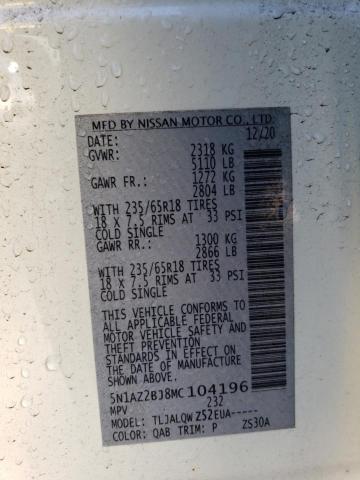 MFD BY NISSAN MOTOR CO., LTD.
DATE: 12/20
GVWR: 2318 KG
5110 LB
GAWR FR.: 1272 KG
2804 LB
WITH 235/65R18 TIRES
18 X 7.5 RIMS AT 33 PSI
COLD SINGLE
GAWR RR.: 1300 KG
2866 LB
WITH 235/65R18 TIRES
18 X 7.5 RIMS AT 33 PSI
COLD SINGLE
THIS VEHICLE CONFORMS TO
ALL APPLICABLE FEDERAL
MOTOR VEHICLE SAFETY AND
THEFT PREVENTION
STANDARDS IN EFFECT ON
THE DATE OF MANUFACTURE
SHOWN ABOVE.
5N1AZ2BJ8MC104196
MPV 232
MODEL: TLJALQWZ52EUA-----
COLOR: QAB TRIM: P ZS30A